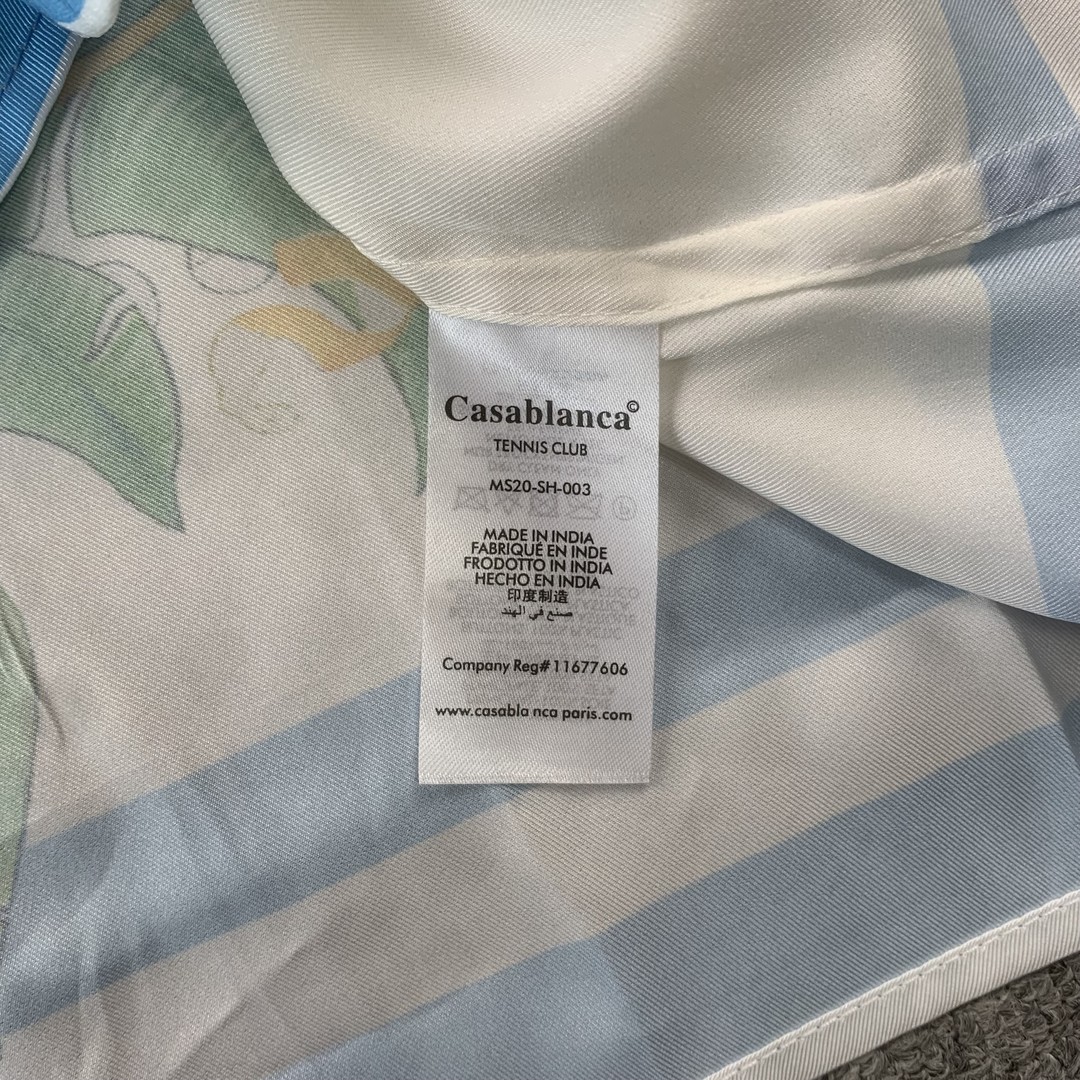 Casablanca©
TENNIS CLUB
MS20-SH-003
MADE IN INDIA
FABRIQUÉ EN INDE
FRODOTTO IN INDIA
HECHO EN INDIA
印度制造
صنع في الهند
Company Reg#11677606
www.casabla nca paris.com